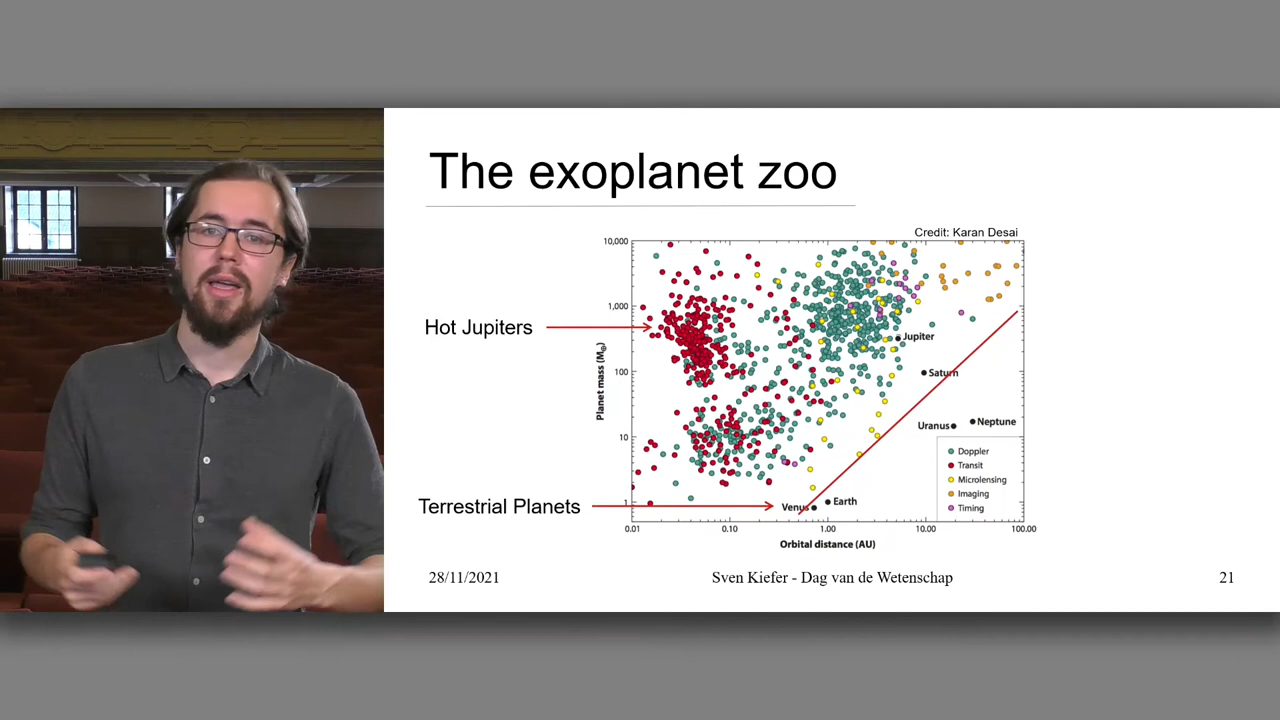 The exoplanet zoo
Credit: Karan Desai
Hot Jupiters
Terrestrial Planets
Planet mass (M⊕)
10,000
1,000
100
10
1
Jupiter
Saturn
Uranus
Neptune
Venus
Earth
Doppler
Transit
Microlensing
Imaging
Timing
0.01 0.10 1.00 10.00 100.00
Orbital distance (AU)
28/11/2021 Sven Kiefer - Dag van de Wetenschap 21